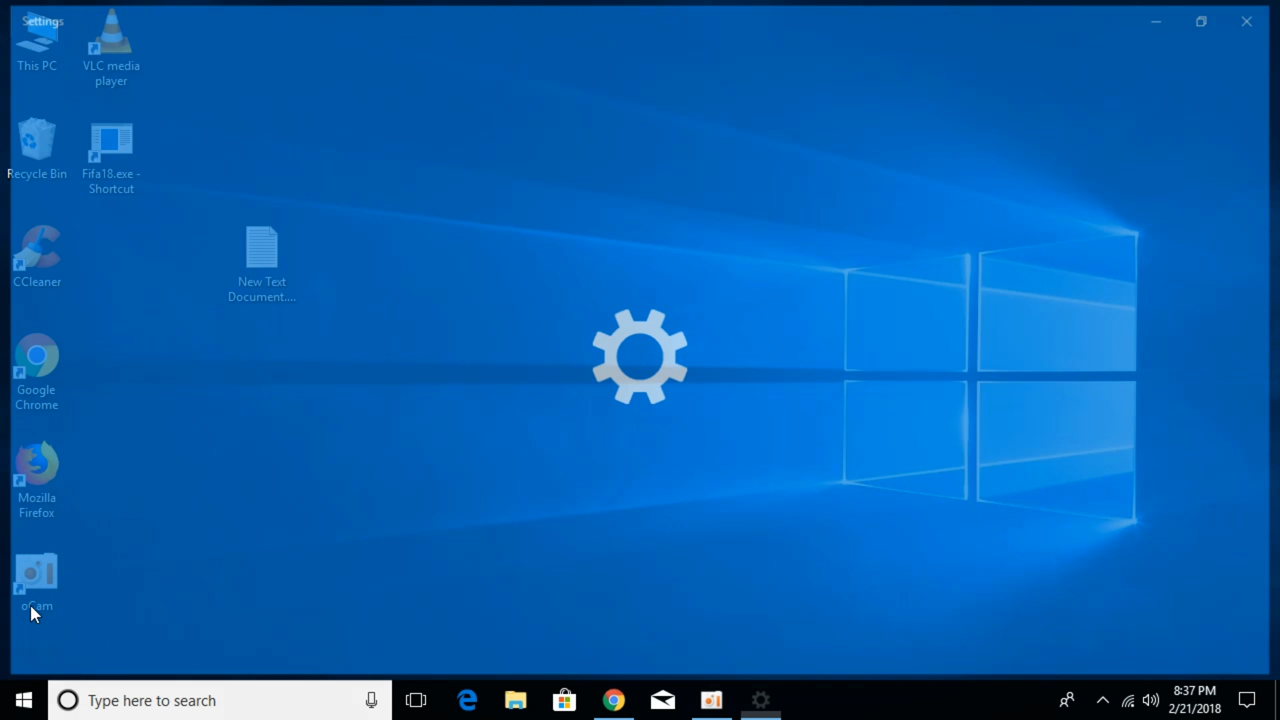 Settings
This PC
VLC media
player
Recycle Bin
Fifa18.exe -
Shortcut
CCleaner
New Text
Document....
Google
Chrome
Mozilla
Firefox
oCam
Type here to search
8:37 PM
2/21/2018